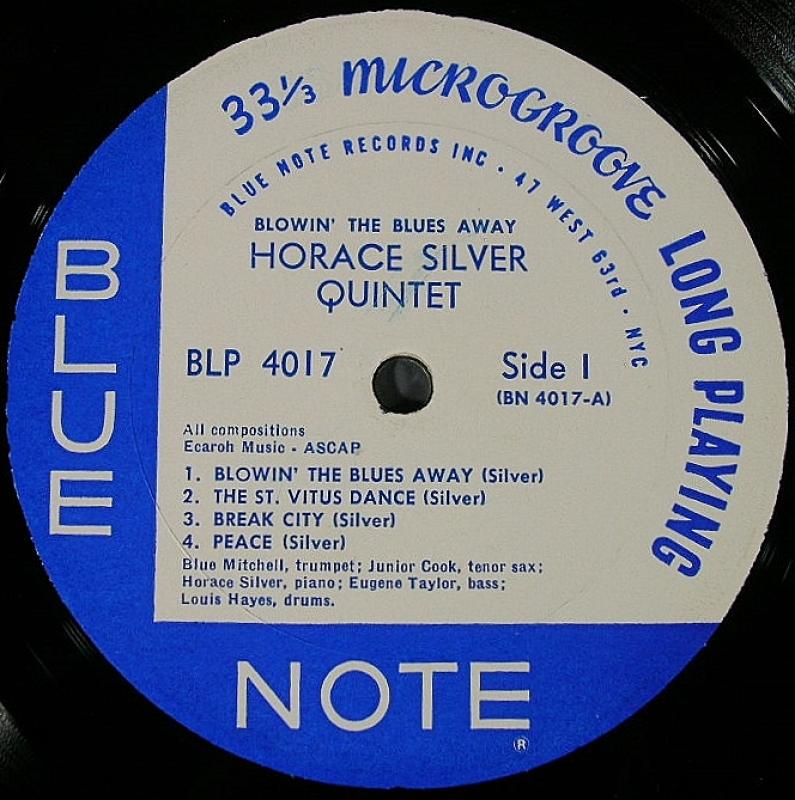 33⅓ MICROGROOVE LONG PLAYING
BLUE NOTE RECORDS INC · 47 WEST 63rd · NYC
BLOWIN' THE BLUES AWAY
HORACE SILVER
QUINTET
BLP 4017
Side 1
(BN 4017-A)
All compositions
Ecaroh Music - ASCAP
1. BLOWIN' THE BLUES AWAY (Silver)
2. THE ST. VITUS DANCE (Silver)
3. BREAK CITY (Silver)
4. PEACE (Silver)
Blue Mitchell, trumpet; Junior Cook, tenor sax;
Horace Silver, piano; Eugene Taylor, bass;
Louis Hayes, drums.
BLUE
NOTE
®